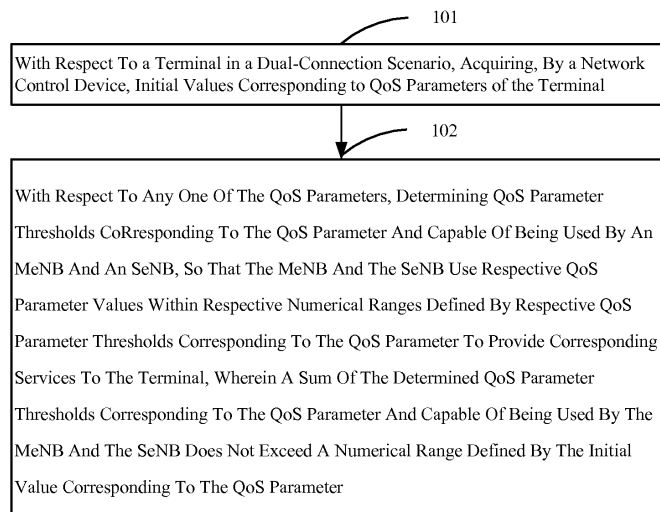 101
With Respect To a Terminal in a Dual-Connection Scenario, Acquiring, By a Network
Control Device, Initial Values Corresponding to QoS Parameters of the Terminal
102
With Respect To Any One Of The QoS Parameters, Determining QoS Parameter
Thresholds CoRresponding To The QoS Parameter And Capable Of Being Used By An
MeNB And An SeNB, So That The MeNB And The SeNB Use Respective QoS
Parameter Values Within Respective Numerical Ranges Defined By Respective QoS
Parameter Thresholds Corresponding To The QoS Parameter To Provide Corresponding
Services To The Terminal, Wherein A Sum Of The Determined QoS Parameter
Thresholds Corresponding To The QoS Parameter And Capable Of Being Used By The
MeNB And The SeNB Does Not Exceed A Numerical Range Defined By The Initial
Value Corresponding To The QoS Parameter